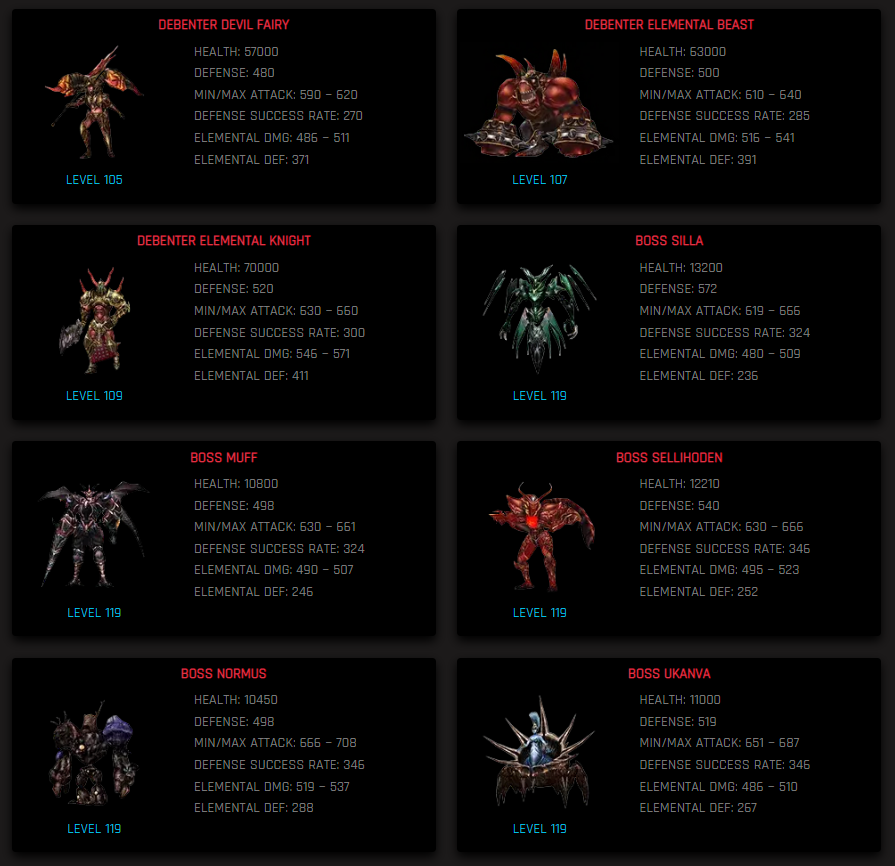 DEBENTER DEVIL FAIRY
HEALTH: 57000
DEFENSE: 480
MIN/MAX ATTACK: 590 – 620
DEFENSE SUCCESS RATE: 270
ELEMENTAL DMG: 486 – 511
ELEMENTAL DEF: 371
LEVEL 105
DEBENTER ELEMENTAL BEAST
HEALTH: 63000
DEFENSE: 500
MIN/MAX ATTACK: 610 – 640
DEFENSE SUCCESS RATE: 285
ELEMENTAL DMG: 516 – 541
ELEMENTAL DEF: 391
LEVEL 107
DEBENTER ELEMENTAL KNIGHT
HEALTH: 70000
DEFENSE: 520
MIN/MAX ATTACK: 630 – 660
DEFENSE SUCCESS RATE: 300
ELEMENTAL DMG: 546 – 571
ELEMENTAL DEF: 411
LEVEL 109
BOSS SILLA
HEALTH: 13200
DEFENSE: 572
MIN/MAX ATTACK: 619 – 666
DEFENSE SUCCESS RATE: 324
ELEMENTAL DMG: 480 – 509
ELEMENTAL DEF: 236
LEVEL 119
BOSS MUFF
HEALTH: 10800
DEFENSE: 498
MIN/MAX ATTACK: 630 – 661
DEFENSE SUCCESS RATE: 324
ELEMENTAL DMG: 490 – 507
ELEMENTAL DEF: 246
LEVEL 119
BOSS SELLIHODEN
HEALTH: 12210
DEFENSE: 540
MIN/MAX ATTACK: 630 – 666
DEFENSE SUCCESS RATE: 346
ELEMENTAL DMG: 495 – 523
ELEMENTAL DEF: 252
LEVEL 119
BOSS NORMUS
HEALTH: 10450
DEFENSE: 498
MIN/MAX ATTACK: 666 – 708
DEFENSE SUCCESS RATE: 346
ELEMENTAL DMG: 519 – 537
ELEMENTAL DEF: 288
LEVEL 119
BOSS UKANVA
HEALTH: 11000
DEFENSE: 519
MIN/MAX ATTACK: 651 – 687
DEFENSE SUCCESS RATE: 346
ELEMENTAL DMG: 486 – 510
ELEMENTAL DEF: 267
LEVEL 119